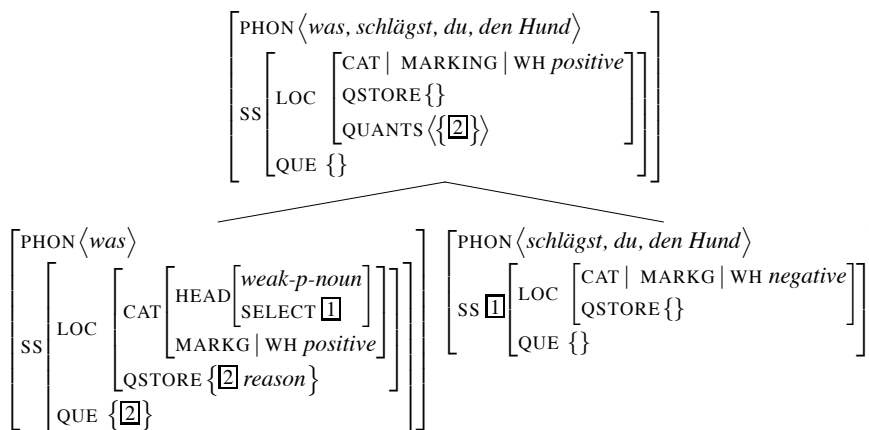 PHON ⟨was, schlägst, du, den Hund⟩
CAT | MARKING | WH positive
SS LOC QSTORE {}
QUANTS ⟨{2}⟩
QUE {}
PHON ⟨was⟩
weak-p-noun
HEAD
SELECT 1
CAT
LOC
MARKG | WH positive
SS
QSTORE {2 reason}
QUE {2}
PHON ⟨schlägst, du, den Hund⟩
CAT | MARKG | WH negative
LOC
SS 1 QSTORE {}
QUE {}